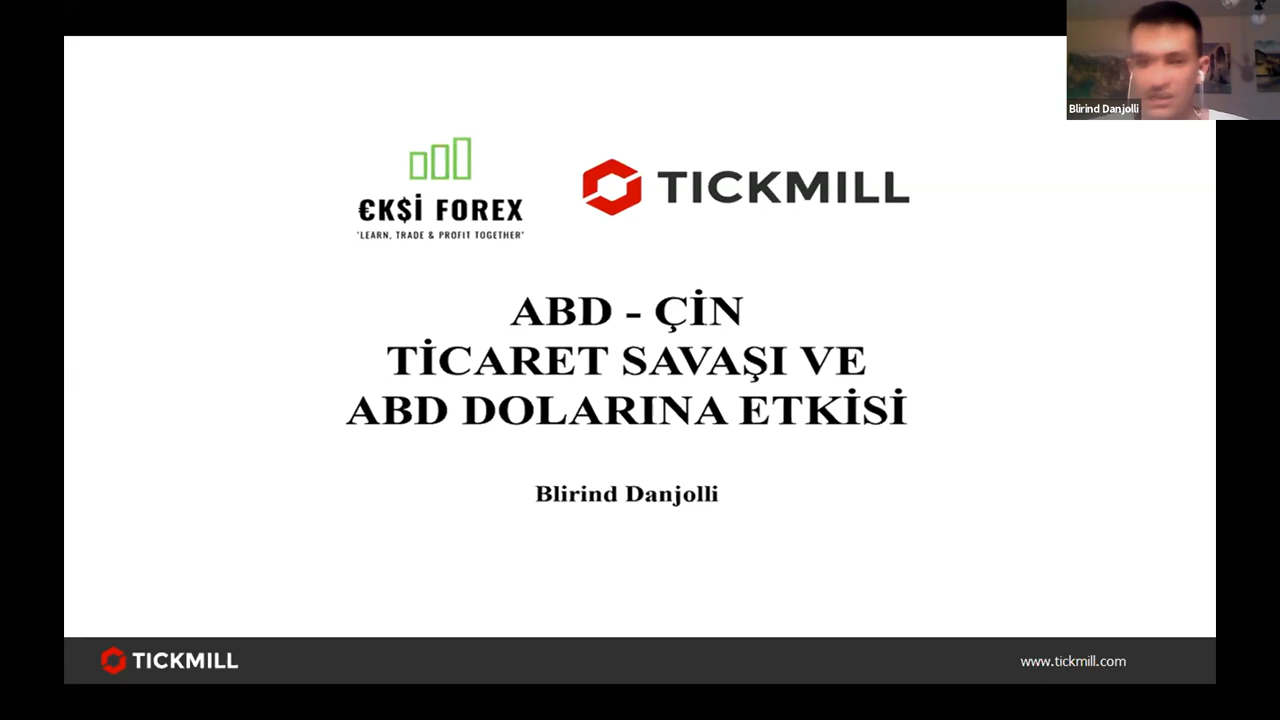 Blirind Danjolli
€K$İ FOREX
'LEARN, TRADE & PROFIT TOGETHER'
TICKMILL
ABD - ÇİN
TİCARET SAVAŞI VE
ABD DOLARINA ETKİSİ
Blirind Danjolli
TICKMILL
www.tickmill.com